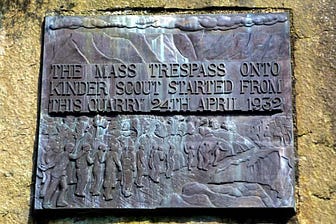 THE MASS TRESPASS ONTO
KINDER SCOUT STARTED FROM
THIS QUARRY 24TH APRIL 1932